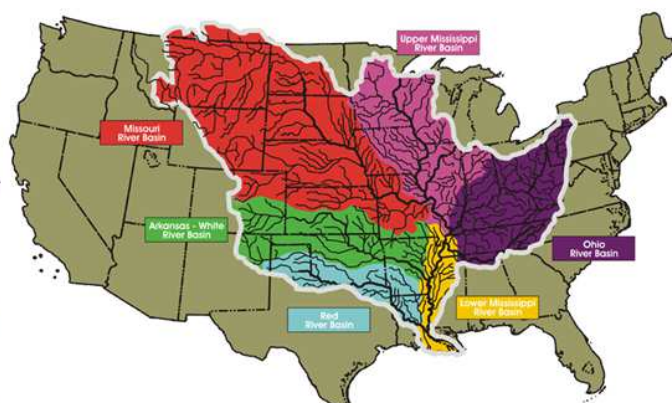 Upper Mississippi
River Basin
Missouri
River Basin
Arkansas - White
River Basin
Ohio
River Basin
Red
River Basin
Lower Mississippi
River Basin